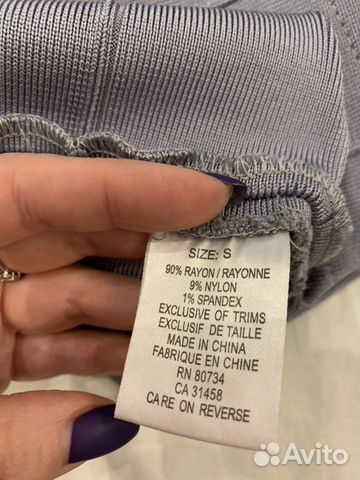 SIZE: S
90% RAYON / RAYONNE
9% NYLON
1% SPANDEX
EXCLUSIVE OF TRIMS
EXCLUSIF DE TAILLE
MADE IN CHINA
FABRIQUE EN CHINE
RN 80734
CA 31458
CARE ON REVERSE
Avito